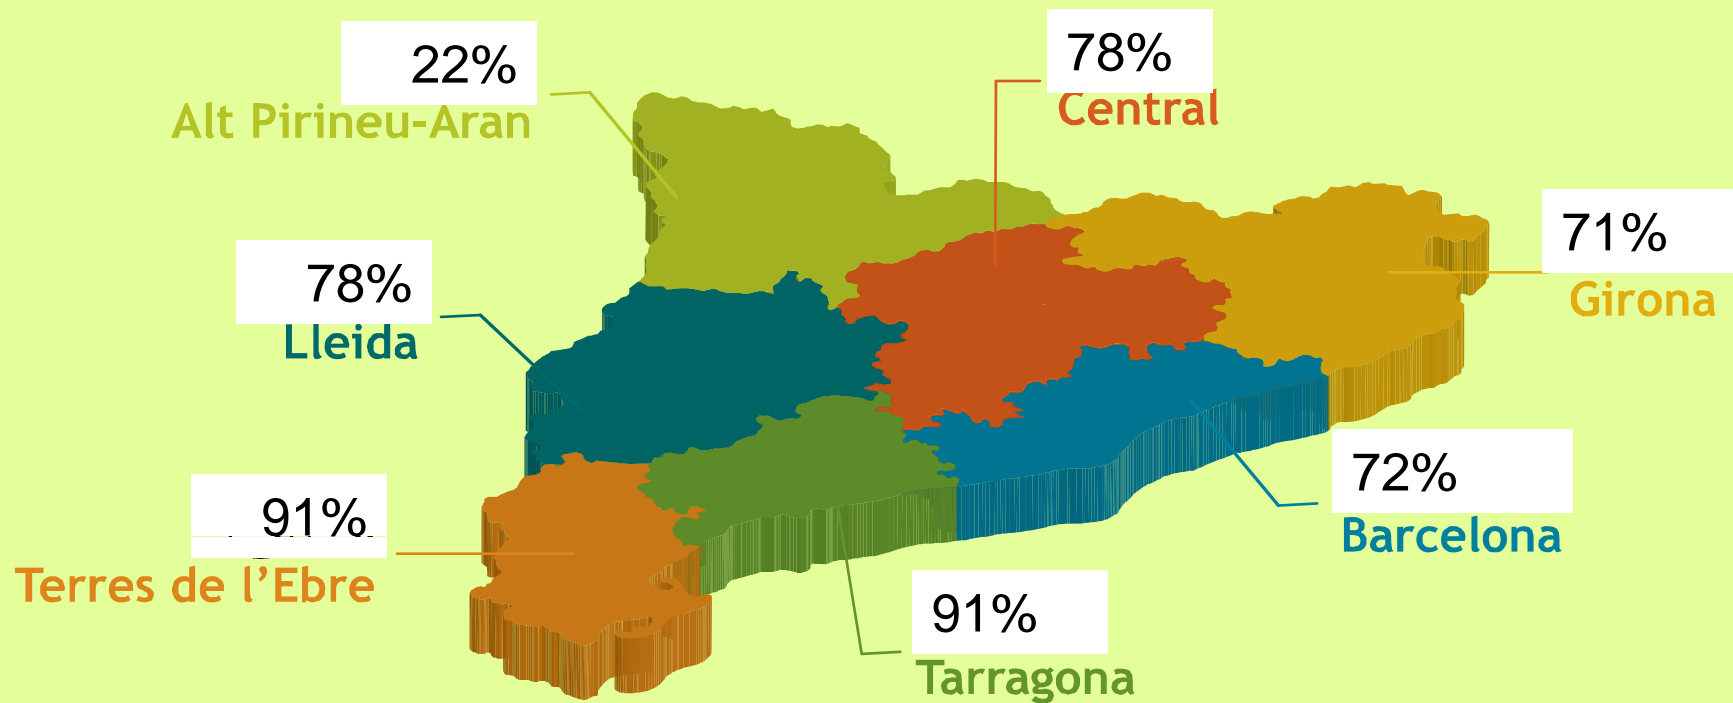 22%
Alt Pirineu-Aran
78%
Central
71%
Girona
78%
Lleida
72%
Barcelona
91%
Terres de l’Ebre
91%
Tarragona